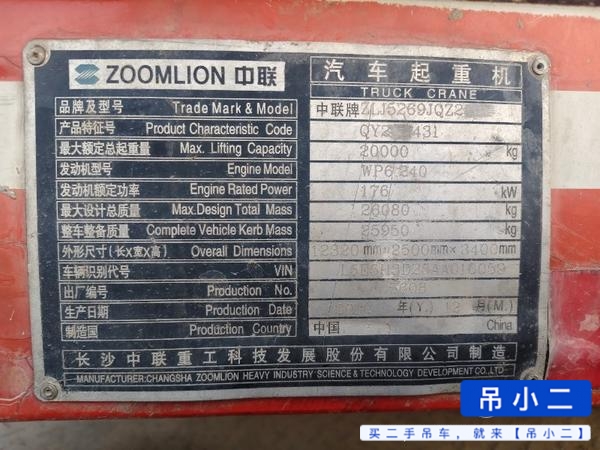 ZOOMLION 中联
汽车起重机
TRUCK CRANE
品牌及型号 Trade Mark & Model 中联牌ZLJ5269JQZ2
产品特征号 Product Characteristic Code 431
最大额定总起重量 Max. Lifting Capacity 20000 kg
发动机型号 Engine Model WP6.240
发动机额定功率 Engine Rated Power 176 kW
最大设计总质量 Max.Design Total Mass 26080 kg
整车整备质量 Complete Vehicle Kerb Mass 25950 kg
外形尺寸(长X宽X高) Overall Dimensions 12320mm×2500mm×3400mm
车辆识别代号 VIN
出厂编号 Production No.
生产日期 Production Date 年(Y.) 12 月(M.)
制造国 Production Country 中国 China
长沙中联重工科技发展股份有限公司制造
MANUFACTURER:CHANGSHA ZOOMLION HEAVY INDUSTRY SCIENCE & TECHNOLOGY DEVELOPMENT CO.,LTD
吊小二
买二手吊车,就来【吊小二】